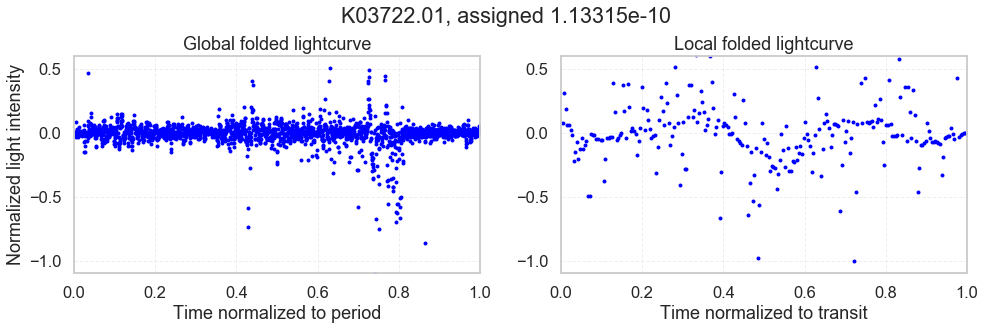 K03722.01, assigned 1.13315e-10
Global folded lightcurve
Local folded lightcurve
Normalized light intensity
0.5
0.0
−0.5
−1.0
0.0 0.2 0.4 0.6 0.8 1.0
Time normalized to period
0.5
0.0
−0.5
−1.0
0.0 0.2 0.4 0.6 0.8 1.0
Time normalized to transit